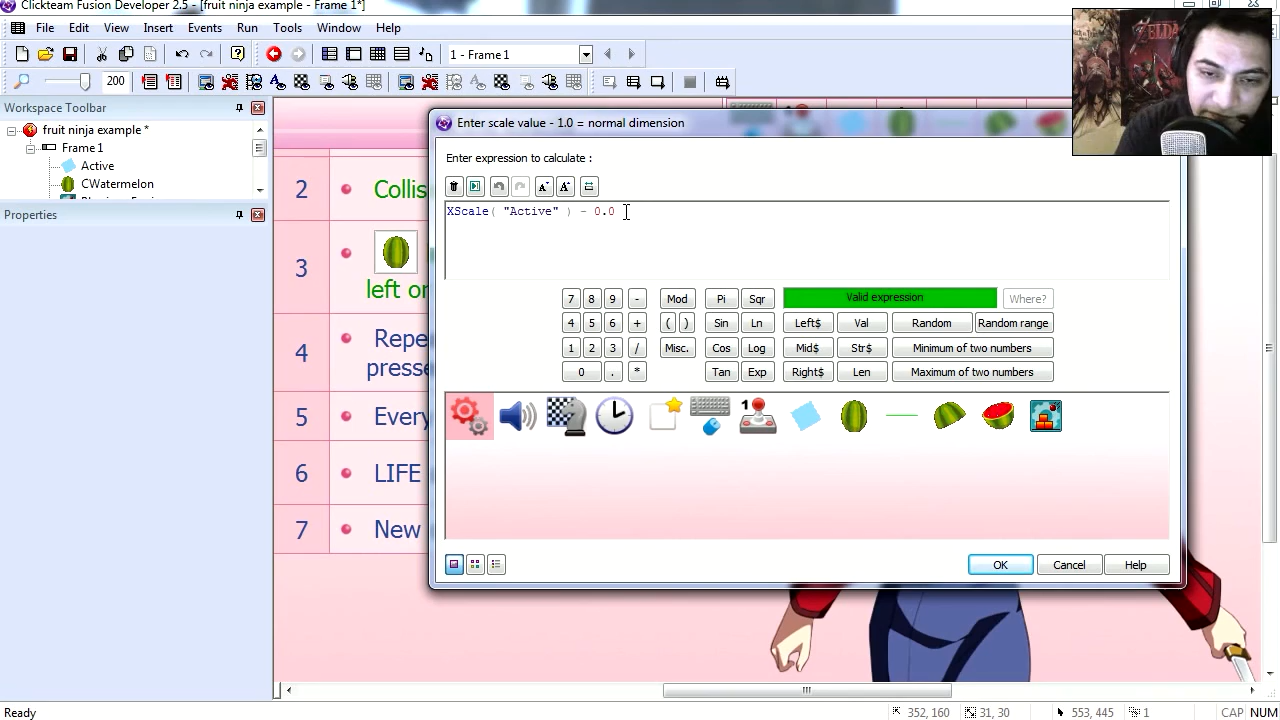 Clickteam Fusion Developer 2.5 - [fruit ninja example - Frame 1*]
File Edit View Insert Events Run Tools Window Help
1 - Frame 1
200
Workspace Toolbar
fruit ninja example *
Frame 1
Active
CWatermelon
Properties
2 Collis
3
left or
4 Repe
presse
5 Every
6 LIFE
7 New
Enter scale value - 1.0 = normal dimension
Enter expression to calculate :
XScale( "Active" ) - 0.0
7 8 9 - Mod Pi Sqr Valid expression Where?
4 5 6 + ( ) Sin Ln Left$ Val Random Random range
1 2 3 / Misc. Cos Log Mid$ Str$ Minimum of two numbers
0 . * Tan Exp Right$ Len Maximum of two numbers
OK Cancel Help
ZELDA
Ready
352, 160 31, 30 553, 445 1 CAP NUM